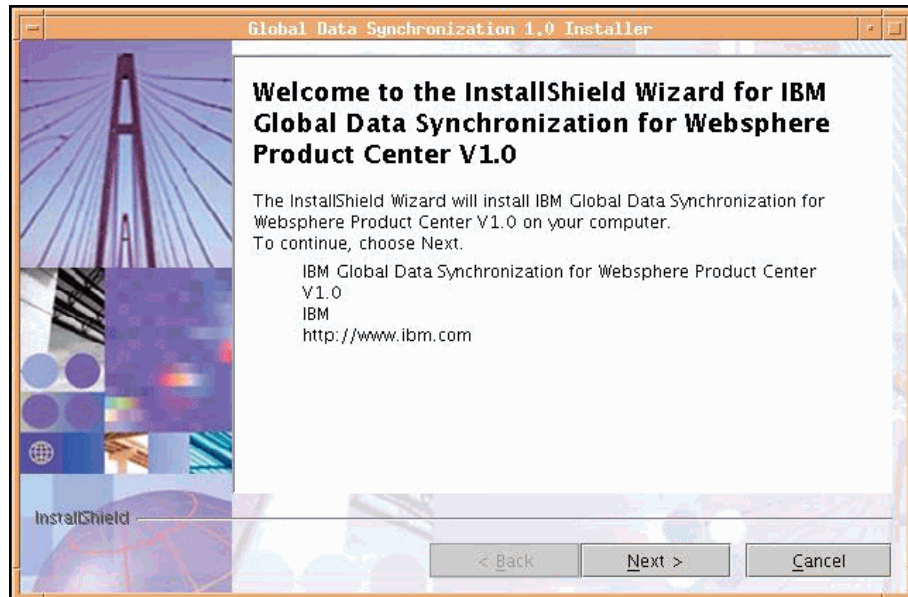 Global Data Synchronization 1.0 Installer
Welcome to the InstallShield Wizard for IBM
Global Data Synchronization for Websphere
Product Center V1.0
The InstallShield Wizard will install IBM Global Data Synchronization for
Websphere Product Center V1.0 on your computer.
To continue, choose Next.
IBM Global Data Synchronization for Websphere Product Center
V1.0
IBM
http://www.ibm.com
InstallShield
< Back
Next >
Cancel